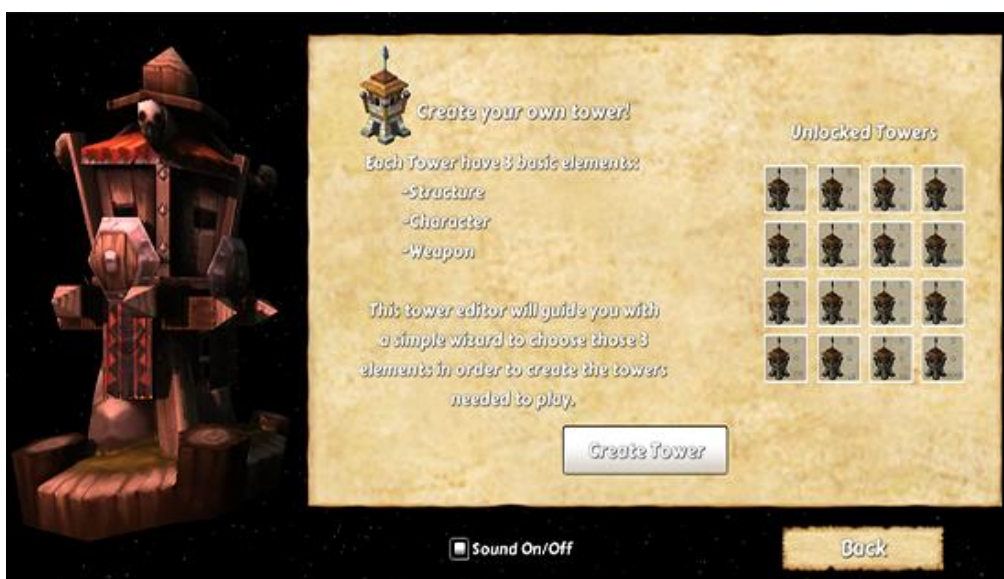 Create your own tower!
Each Tower have 3 basic elements:
-Structure
-Character
-Weapon
This tower editor will guide you with
a simple wizard to choose those 3
elements in order to create the towers
needed to play.
Create Tower
Unlocked Towers
Sound On/Off
Back